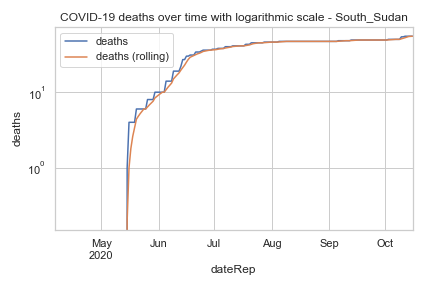 COVID-19 deaths over time with logarithmic scale - South_Sudan
deaths
deaths (rolling)
deaths
10¹
10⁰
May Jun Jul Aug Sep Oct
2020
dateRep